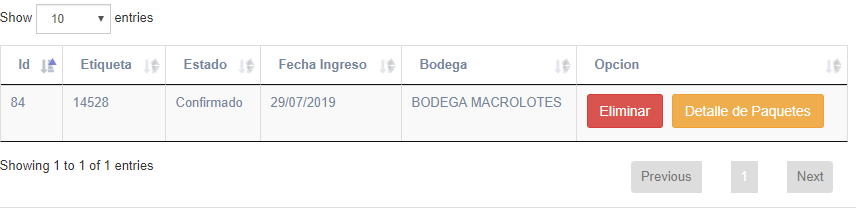 Show 10 entries
Id Etiqueta Estado Fecha Ingreso Bodega Opcion
84 14528 Confirmado 29/07/2019 BODEGA MACROLOTES Eliminar Detalle de Paquetes
Showing 1 to 1 of 1 entries
Previous 1 Next